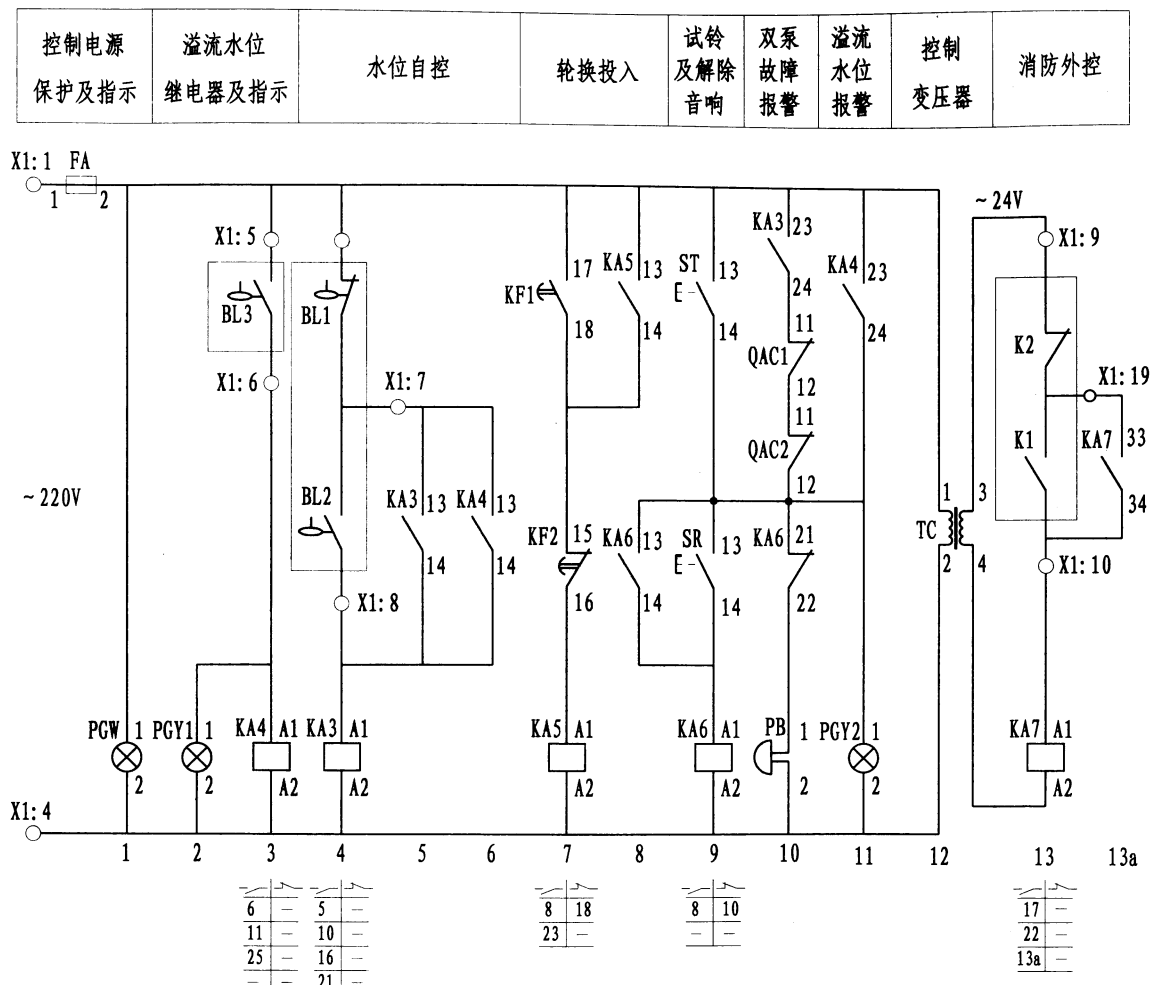 控制电源
保护及指示
溢流水位
继电器及指示
水位自控
轮换投入
试铃
及解除
音响
双泵
故障
报警
溢流
水位
报警
控制
变压器
消防外控
X1:1 FA
1 2
~24V
X1:5
X1:9
KA3 23
24
KA4 23
24
BL3
BL1
KF1 17
18
KA5 13
14
ST 13
14
11
QAC1
12
11
QAC2
12
K2
X1:19
X1:6
X1:7
K1
KA7 33
34
~220V
BL2
KA3 13
14
KA4 13
14
KF2 15
16
KA6 13
14
SR 13
14
KA6 21
22
1 3
TC
2 4
X1:10
X1:8
PGW 1
2
PGY1 1
2
KA4 A1
A2
KA3 A1
A2
KA5 A1
A2
KA6 A1
A2
PB 1
2
PGY2 1
2
KA7 A1
A2
X1:4
1 2 3 4 5 6 7 8 9 10 11 12 13 13a
6 —
11 —
25 —
— —
5 —
10 —
16 —
21 —
8 18
23 —
8 10
— —
17 —
22 —
13a —